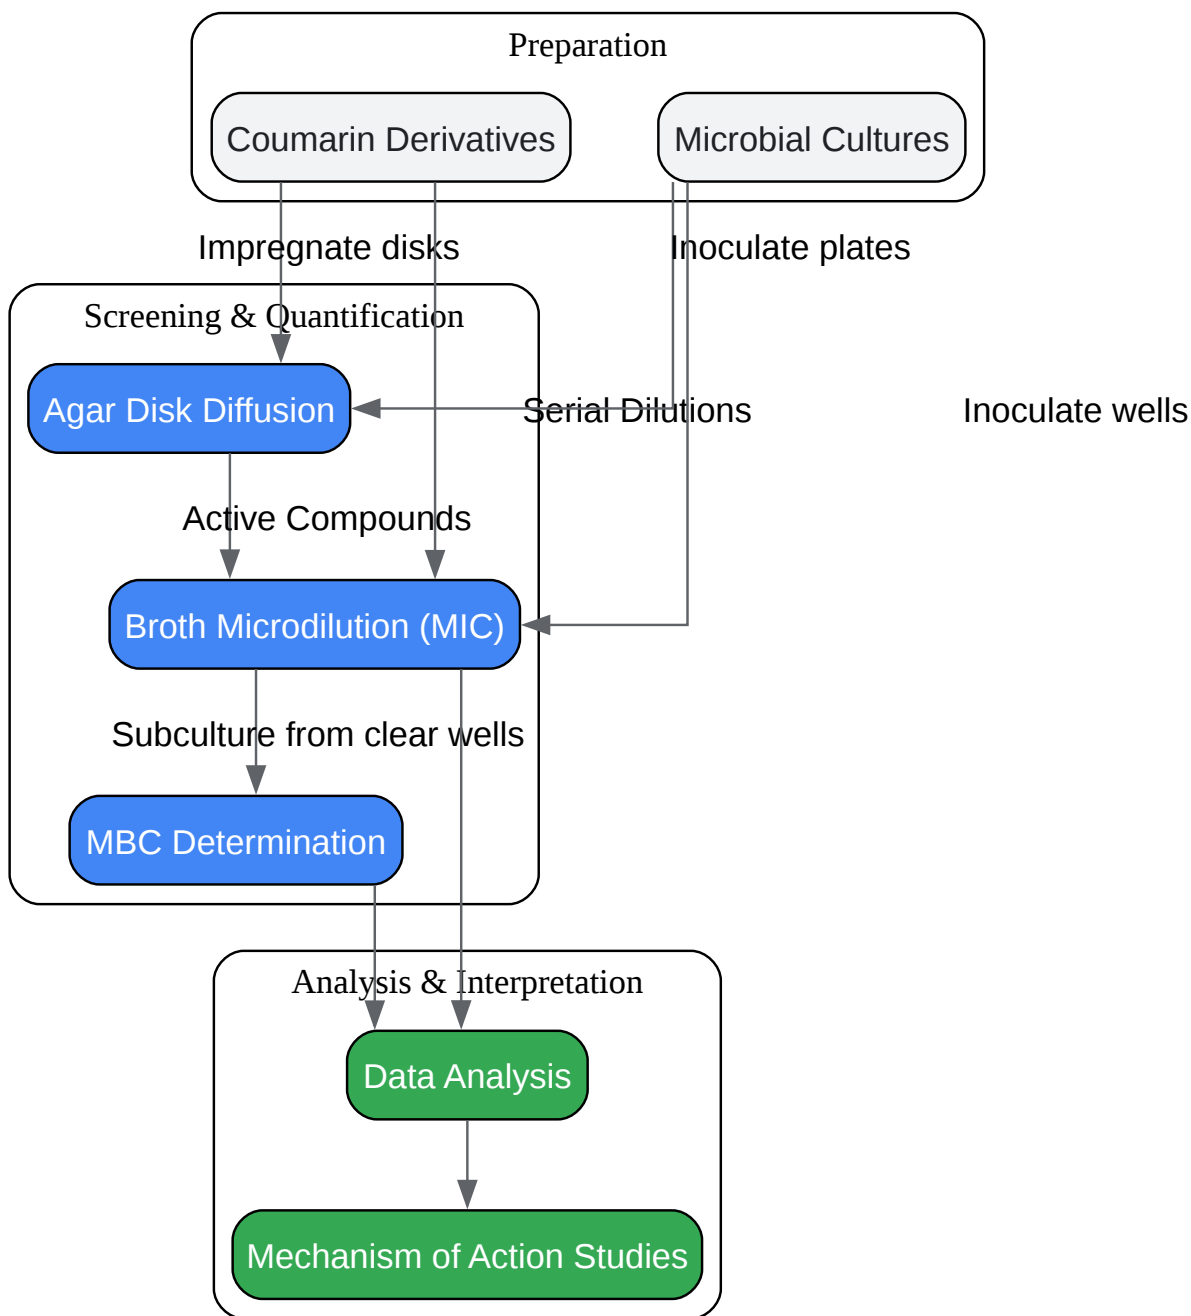 Preparation
Coumarin Derivatives
Microbial Cultures
Impregnate disks
Inoculate plates
Screening & Quantification
Agar Disk Diffusion
Serial Dilutions
Inoculate wells
Active Compounds
Broth Microdilution (MIC)
Subculture from clear wells
MBC Determination
Analysis & Interpretation
Data Analysis
Mechanism of Action Studies